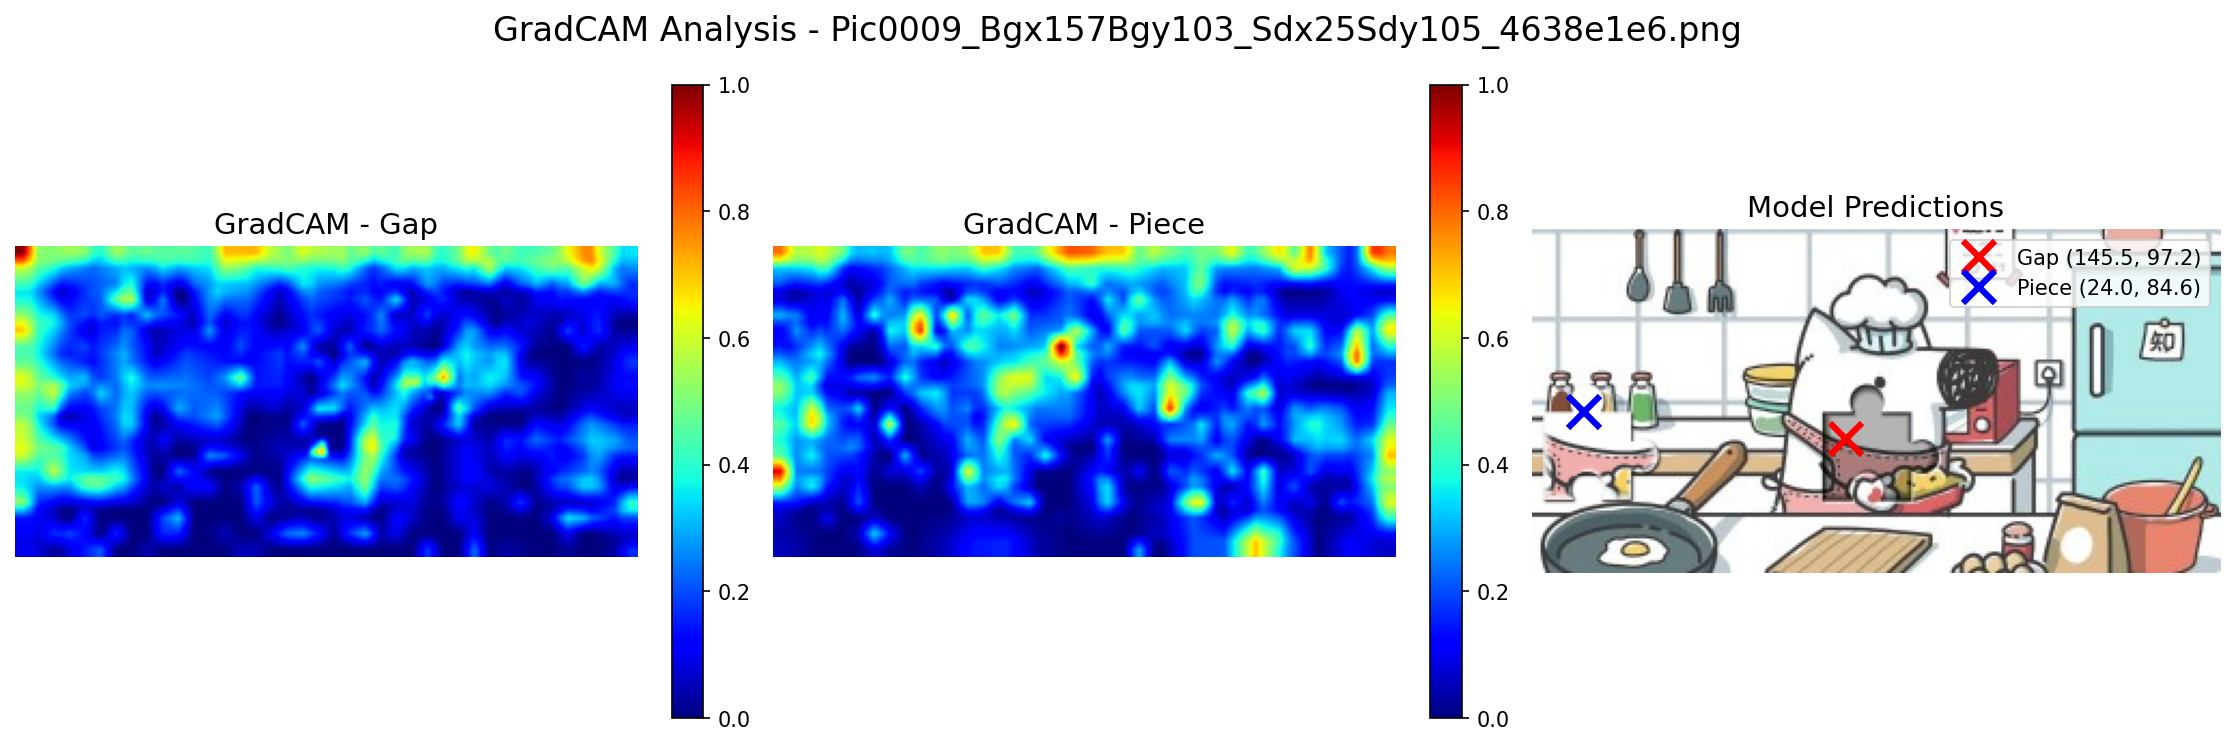 GradCAM Analysis - Pic0009_Bgx157Bgy103_Sdx25Sdy105_4638e1e6.png
GradCAM - Gap
1.0
0.8
0.6
0.4
0.2
0.0
GradCAM - Piece
1.0
0.8
0.6
0.4
0.2
0.0
Model Predictions
Gap (145.5, 97.2)
Piece (24.0, 84.6)
知